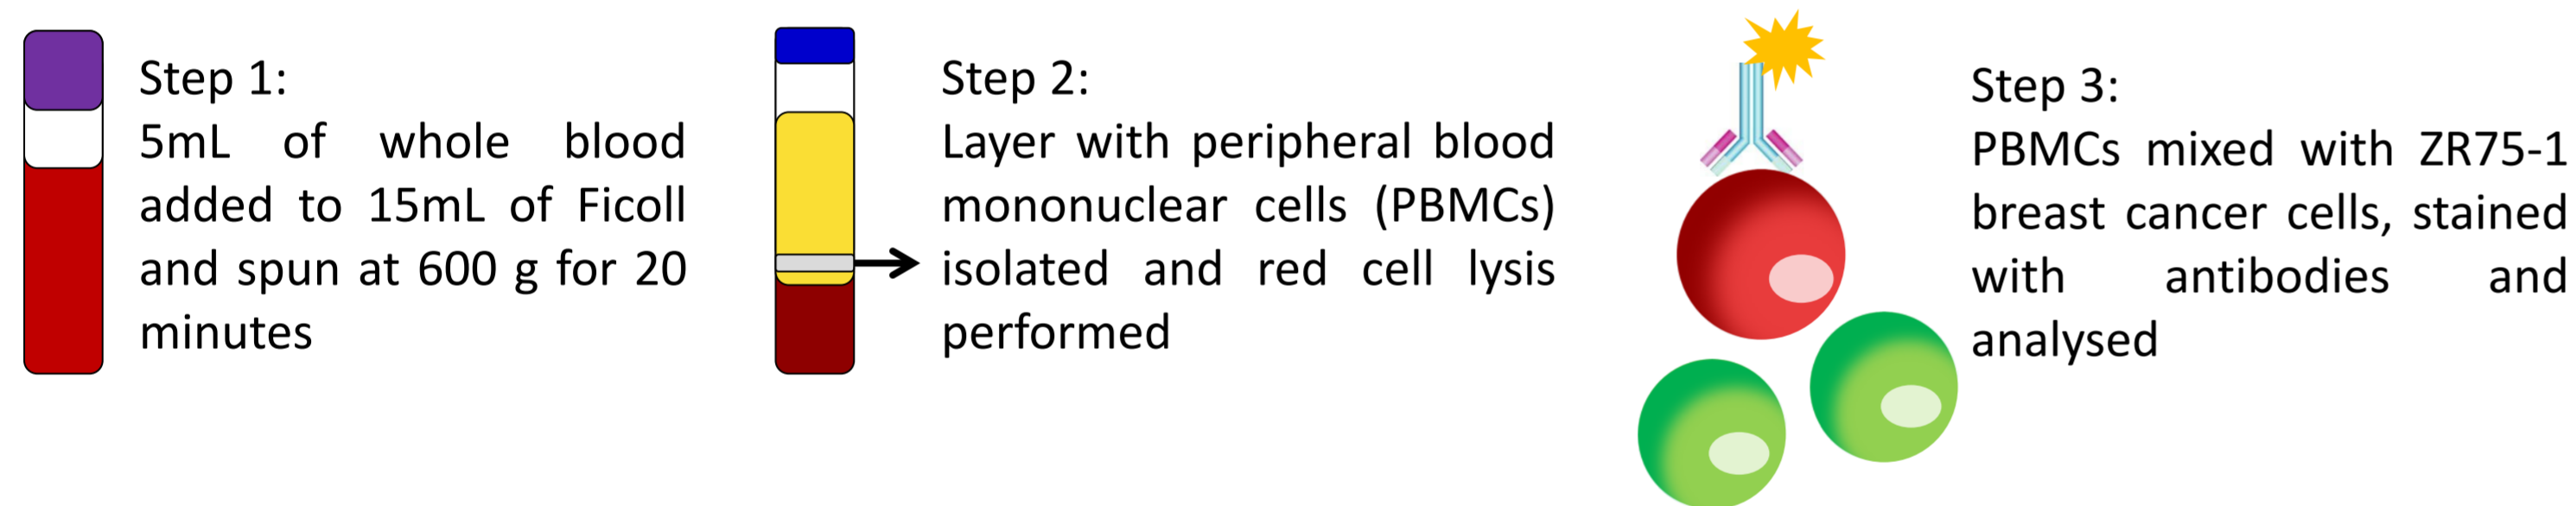 Step 1:
5mL of whole blood
added to 15mL of Ficoll
and spun at 600 g for 20
minutes
Step 2:
Layer with peripheral blood
mononuclear cells (PBMCs)
isolated and red cell lysis
performed
Step 3:
PBMCs mixed with ZR75-1
breast cancer cells, stained
with antibodies and
analysed